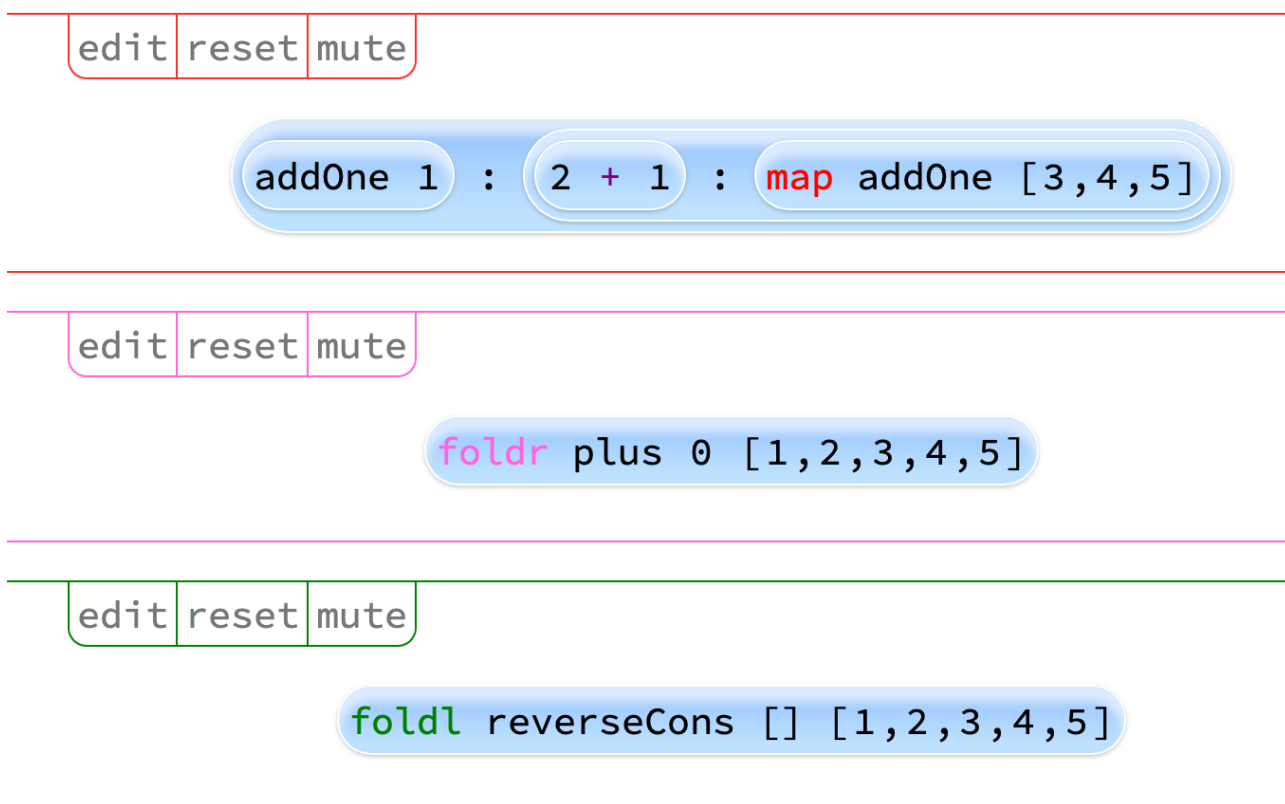 edit reset mute
addOne 1 : 2 + 1 : map addOne [3,4,5]
edit reset mute
foldr plus 0 [1,2,3,4,5]
edit reset mute
foldl reverseCons [] [1,2,3,4,5]